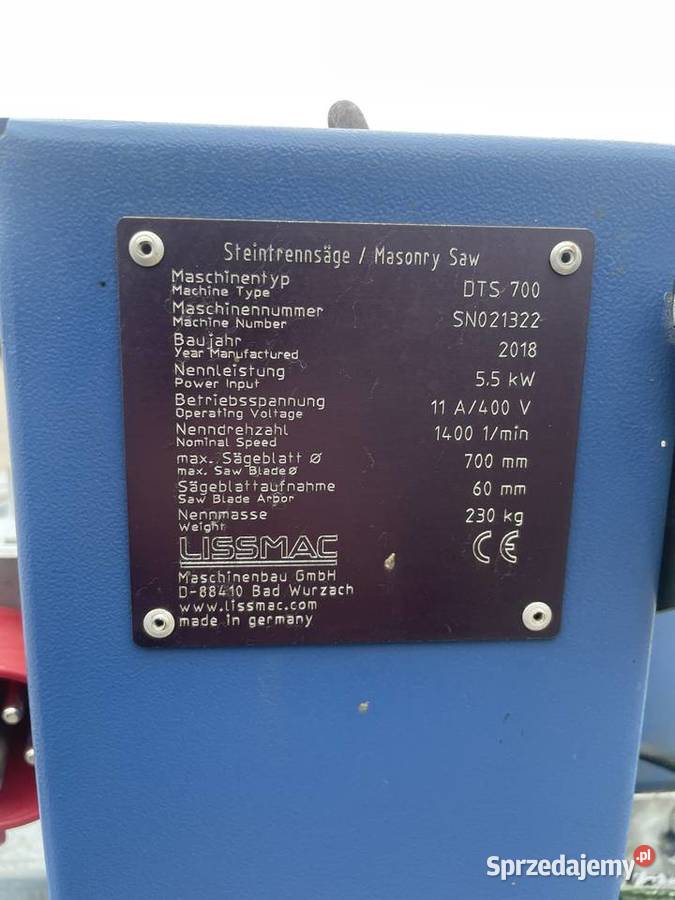 Steintrennsäge / Masonry Saw
Maschinentyp
Machine Type DTS 700
Maschinennummer
Machine Number SN021322
Baujahr
Year Manufactured 2018
Nennleistung
Power Input 5.5 kW
Betriebsspannung
Operating Voltage 11 A/400 V
Nenndrehzahl
Nominal Speed 1400 1/min
max. Sägeblatt Ø
max. Saw Blade Ø 700 mm
Sägeblattaufnahme
Saw Blade Arbor 60 mm
Nennmasse
Weight 230 kg
LISSMAC CE
Maschinenbau GmbH
D-88410 Bad Wurzach
www.lissmac.com
made in germany
Sprzedajemy.pl